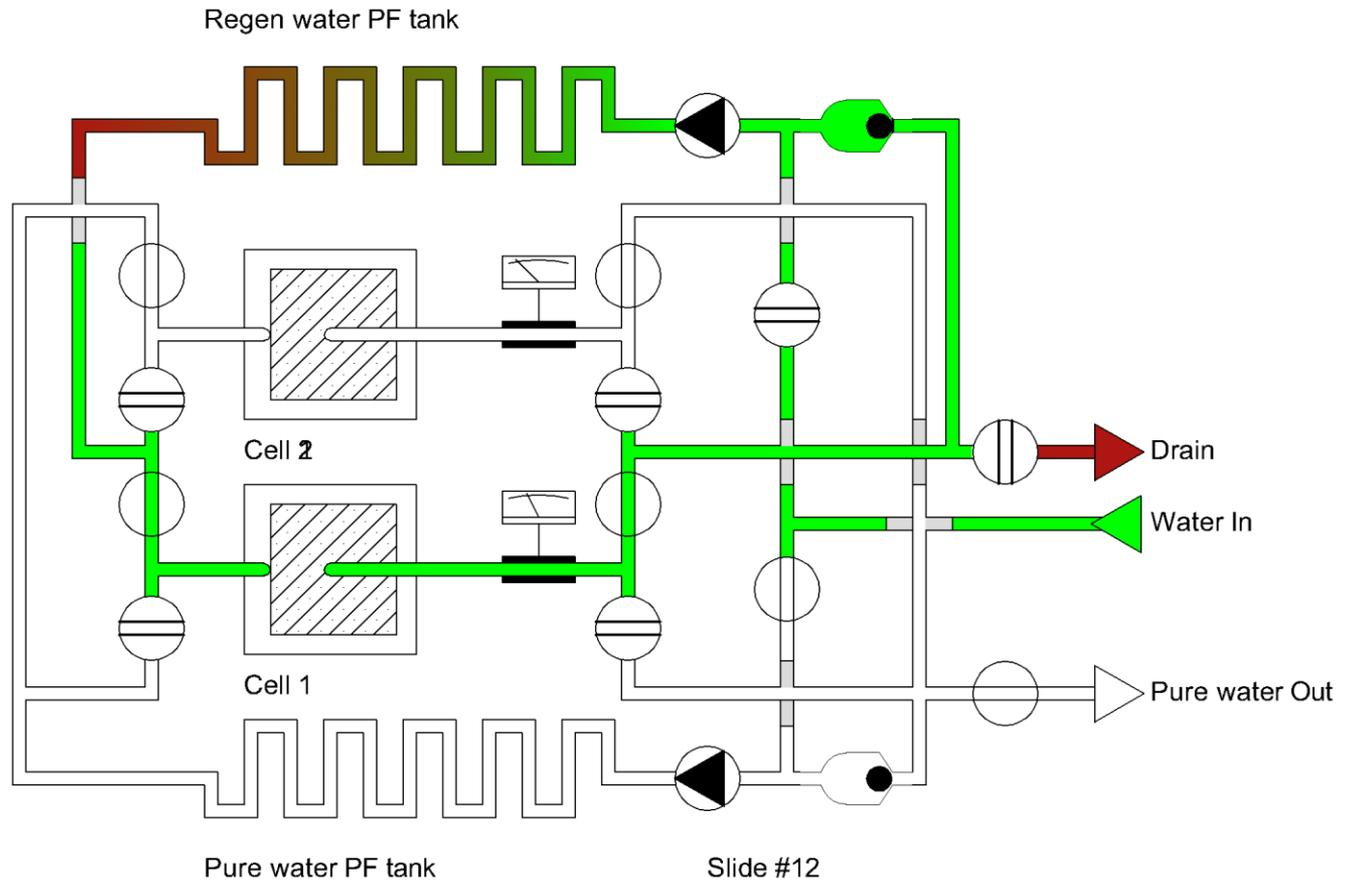 Regen water PF tank
Cell 2
Drain
Water In
Cell 1
Pure water Out
Pure water PF tank
Slide #12